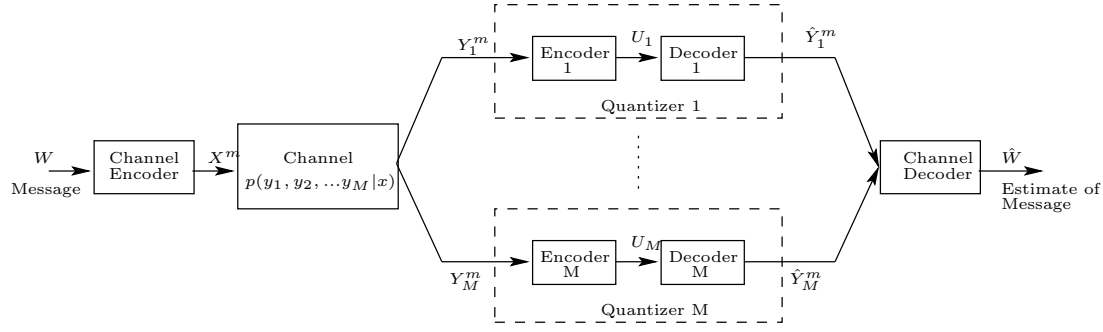 Y_1^m
Encoder
1
U_1
Decoder
1
Ŷ_1^m
Quantizer 1
W
Message
Channel
Encoder
X^m
Channel
p(y_1, y_2, ...y_M|x)
Channel
Decoder
Ŵ
Estimate of
Message
Y_M^m
Encoder
M
U_M
Decoder
M
Ŷ_M^m
Quantizer M